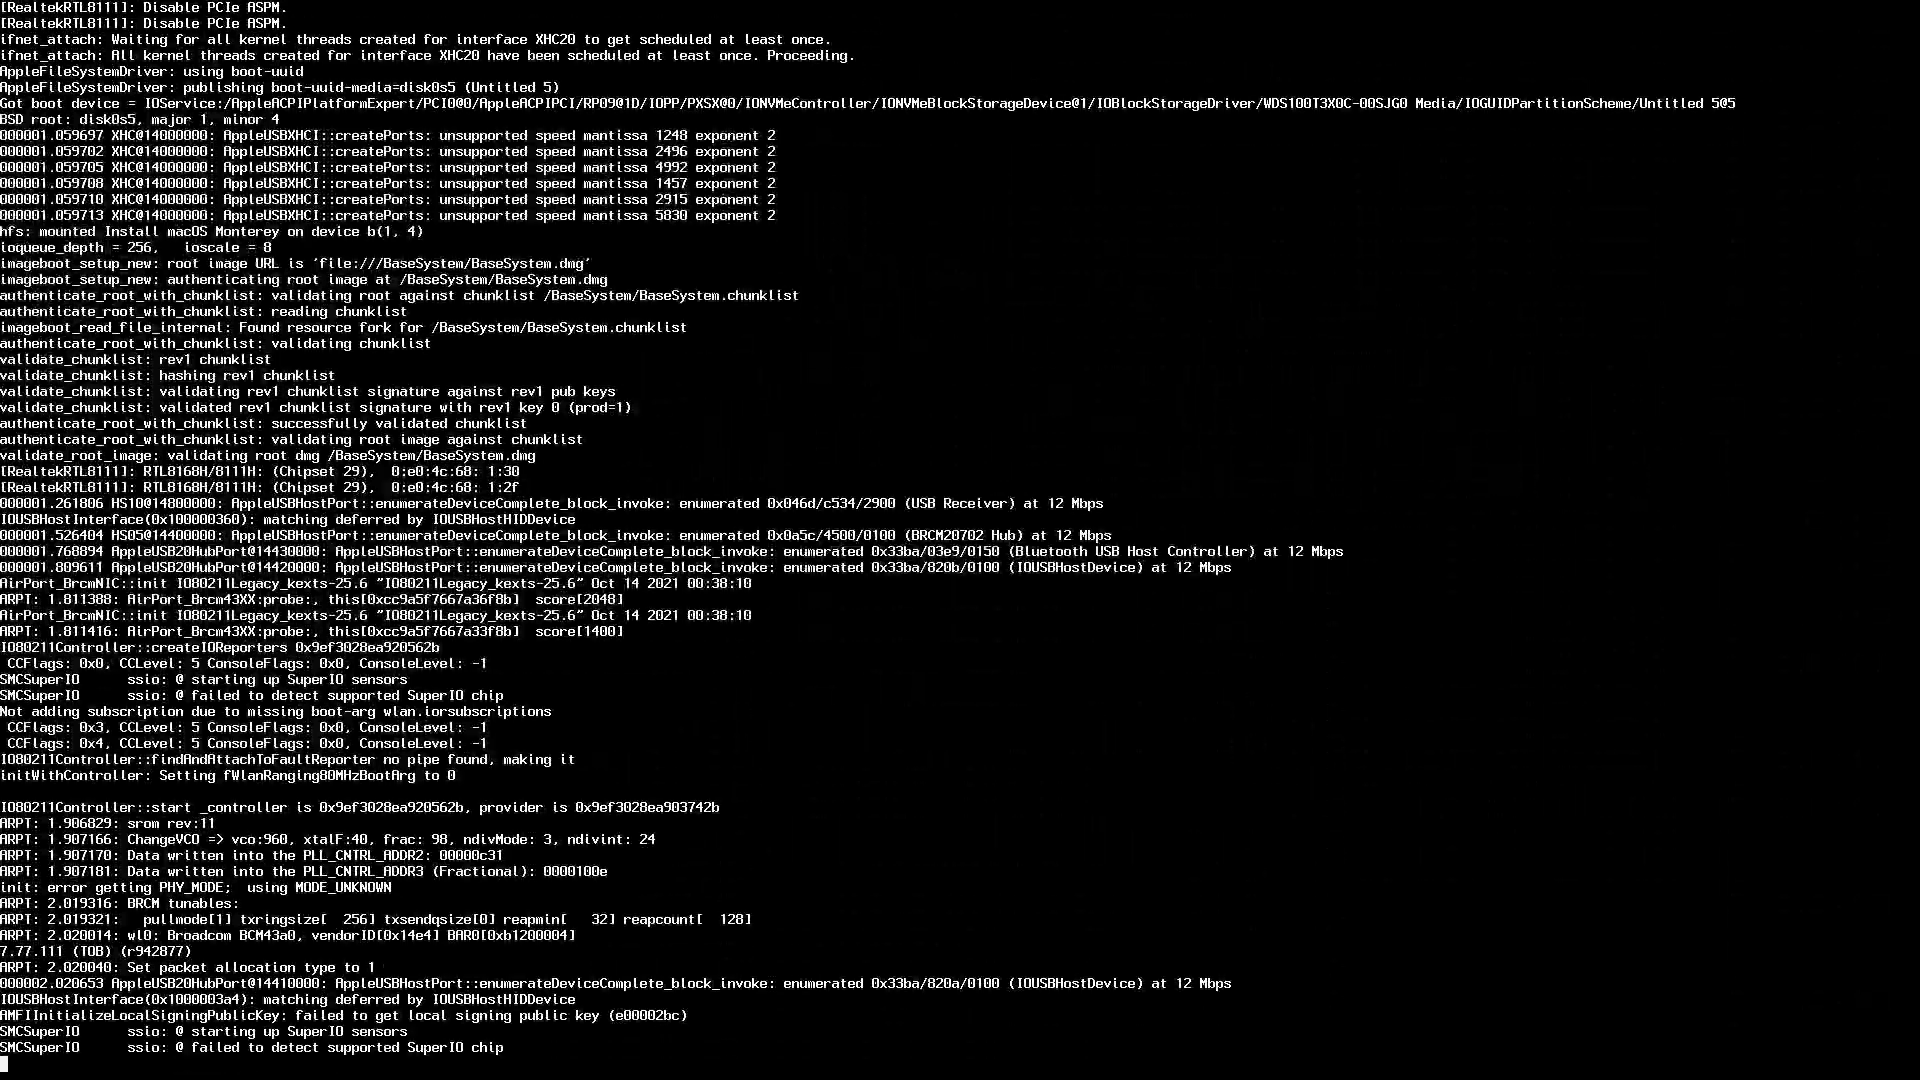 [RealtekRTL8111]: Disable PCIe ASPM.
[RealtekRTL8111]: Disable PCIe ASPM.
ifnet_attach: Waiting for all kernel threads created for interface XHC20 to get scheduled at least once.
ifnet_attach: All kernel threads created for interface XHC20 have been scheduled at least once. Proceeding.
AppleFileSystemDriver: using boot-uuid
AppleFileSystemDriver: publishing boot-uuid-media=disk0s5 (Untitled 5)
Got boot device = IOService:/AppleACPIPlatformExpert/PCI0@0/AppleACPIPCI/RP09@1D/IOPP/PXSX@0/IONVMeController/IONVMeBlockStorageDevice@1/IOBlockStorageDriver/WDS100T3X0C-00SJG0 Media/IOGUIDPartitionScheme/Untitled 5@5
BSD root: disk0s5, major 1, minor 4
000001.059697 XHC@14000000: AppleUSBXHCI::createPorts: unsupported speed mantissa 1248 exponent 2
000001.059702 XHC@14000000: AppleUSBXHCI::createPorts: unsupported speed mantissa 2496 exponent 2
000001.059705 XHC@14000000: AppleUSBXHCI::createPorts: unsupported speed mantissa 4992 exponent 2
000001.059708 XHC@14000000: AppleUSBXHCI::createPorts: unsupported speed mantissa 1457 exponent 2
000001.059710 XHC@14000000: AppleUSBXHCI::createPorts: unsupported speed mantissa 2915 exponent 2
000001.059713 XHC@14000000: AppleUSBXHCI::createPorts: unsupported speed mantissa 5830 exponent 2
hfs: mounted Install macOS Monterey on device b(1, 4)
ioqueue_depth = 256,   ioscale = 8
imageboot_setup_new: root image URL is 'file:///BaseSystem/BaseSystem.dmg'
imageboot_setup_new: authenticating root image at /BaseSystem/BaseSystem.dmg
authenticate_root_with_chunklist: validating root against chunklist /BaseSystem/BaseSystem.chunklist
authenticate_root_with_chunklist: reading chunklist
imageboot_read_file_internal: Found resource fork for /BaseSystem/BaseSystem.chunklist
authenticate_root_with_chunklist: validating chunklist
validate_chunklist: rev1 chunklist
validate_chunklist: hashing rev1 chunklist
validate_chunklist: validating rev1 chunklist signature against rev1 pub keys
validate_chunklist: validated rev1 chunklist signature with rev1 key 0 (prod=1)
authenticate_root_with_chunklist: successfully validated chunklist
authenticate_root_with_chunklist: validating root image against chunklist
validate_root_image: validating root dmg /BaseSystem/BaseSystem.dmg
[RealtekRTL8111]: RTL8168H/8111H: (Chipset 29),  0:e0:4c:68: 1:30
[RealtekRTL8111]: RTL8168H/8111H: (Chipset 29),  0:e0:4c:68: 1:2f
000001.261806 HS10@14800000: AppleUSBHostPort::enumerateDeviceComplete_block_invoke: enumerated 0x046d/c534/2900 (USB Receiver) at 12 Mbps
IOUSBHostInterface(0x100000360): matching deferred by IOUSBHostHIDDevice
000001.526404 HS05@14400000: AppleUSBHostPort::enumerateDeviceComplete_block_invoke: enumerated 0x0a5c/4500/0100 (BRCM20702 Hub) at 12 Mbps
000001.768894 AppleUSB20HubPort@14430000: AppleUSBHostPort::enumerateDeviceComplete_block_invoke: enumerated 0x33ba/03e9/0150 (Bluetooth USB Host Controller) at 12 Mbps
000001.809611 AppleUSB20HubPort@14420000: AppleUSBHostPort::enumerateDeviceComplete_block_invoke: enumerated 0x33ba/820b/0100 (IOUSBHostDevice) at 12 Mbps
AirPort_BrcmNIC::init IO80211Legacy_kexts-25.6 "IO80211Legacy_kexts-25.6" Oct 14 2021 00:38:10
ARPT: 1.811388: AirPort_Brcm43XX:probe:, this[0xcc9a5f7667a36f8b]  score[2048]
AirPort_BrcmNIC::init IO80211Legacy_kexts-25.6 "IO80211Legacy_kexts-25.6" Oct 14 2021 00:38:10
ARPT: 1.811416: AirPort_Brcm43XX:probe:, this[0xcc9a5f7667a33f8b]  score[1400]
IO80211Controller::createIOReporters 0x9ef3028ea920562b
 CCFlags: 0x0, CCLevel: 5 ConsoleFlags: 0x0, ConsoleLevel: -1
SMCSuperIO      ssio: @ starting up SuperIO sensors
SMCSuperIO      ssio: @ failed to detect supported SuperIO chip
Not adding subscription due to missing boot-arg wlan.iorsubscriptions
 CCFlags: 0x3, CCLevel: 5 ConsoleFlags: 0x0, ConsoleLevel: -1
 CCFlags: 0x4, CCLevel: 5 ConsoleFlags: 0x0, ConsoleLevel: -1
IO80211Controller::findAndAttachToFaultReporter no pipe found, making it
initWithController: Setting fWlanRanging80MHzBootArg to 0
IO80211Controller::start _controller is 0x9ef3028ea920562b, provider is 0x9ef3028ea903742b
ARPT: 1.906829: srom rev:11
ARPT: 1.907166: ChangeVCO => vco:960, xtalF:40, frac: 98, ndivMode: 3, ndivint: 24
ARPT: 1.907170: Data written into the PLL_CNTRL_ADDR2: 00000c31
ARPT: 1.907181: Data written into the PLL_CNTRL_ADDR3 (Fractional): 0000100e
init: error getting PHY_MODE;  using MODE_UNKNOWN
ARPT: 2.019316: BRCM tunables:
ARPT: 2.019321:   pullmode[1] txringsize[  256] txsendqsize[0] reapmin[   32] reapcount[  128]
ARPT: 2.020014: wl0: Broadcom BCM43a0, vendorID[0x14e4] BAR0[0xb1200004]
7.77.111 (TOB) (r942877)
ARPT: 2.020040: Set packet allocation type to 1
000002.020653 AppleUSB20HubPort@14410000: AppleUSBHostPort::enumerateDeviceComplete_block_invoke: enumerated 0x33ba/820a/0100 (IOUSBHostDevice) at 12 Mbps
IOUSBHostInterface(0x1000003a4): matching deferred by IOUSBHostHIDDevice
AMFIInitializeLocalSigningPublicKey: failed to get local signing public key (e00002bc)
SMCSuperIO      ssio: @ starting up SuperIO sensors
SMCSuperIO      ssio: @ failed to detect supported SuperIO chip